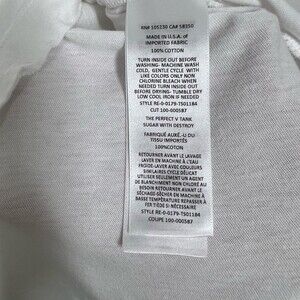 RN# 105230 CA# 58350
MADE IN U.S.A. of
IMPORTED FABRIC
100% COTTON
TURN INSIDE OUT BEFORE
WASHING- MACHINE WASH
COLD, GENTLE CYCLE WITH
LIKE COLORS ONLY NON
CHLORINE BLEACH WHEN
NEEDED TURN INSIDE OUT
BEFORE DRYING- TUMBLE DRY
LOW COOL IRON IS NEEDED
STYLE RE-0-0179-TS01184
CUT 100-000587
THE PERFECT V TANK
SUGAR WITH DESTROY
FABRIQUÉ AUXÉ.-U DU
TISSU IMPORTÉS
100%COTON
RETOURNER AVANT LE LAVAGE
LAVER EN MACHINE À L'EAU
FROIDE-LAVER AVEC COULEURS
SIMILAIRES CYCLE DÉLICAT
UTILISER SEULEMENT UN AGENT
DE BLANCHIMENT NON CHLORÉ AU
BESOIN RETOURNER AVANT LE
SÉCHAGE-SÉCHER EN MACHINE À
BASSE TEMPÉRATURE REPASSER À
FER TIÈDE SI NÉCESSAIRE
STYLE RE-0-0179-TS01184
COUPE 100-000587